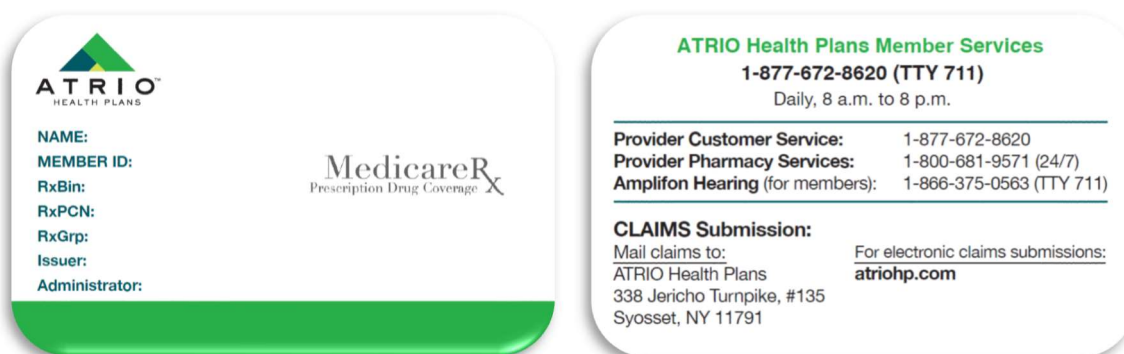 ATRIO™
HEALTH PLANS
NAME:
MEMBER ID:
RxBin:
RxPCN:
RxGrp:
Issuer:
Administrator:
MedicareRx
Prescription Drug Coverage
ATRIO Health Plans Member Services
1-877-672-8620 (TTY 711)
Daily, 8 a.m. to 8 p.m.
Provider Customer Service: 1-877-672-8620
Provider Pharmacy Services: 1-800-681-9571 (24/7)
Amplifon Hearing (for members): 1-866-375-0563 (TTY 711)
CLAIMS Submission:
Mail claims to:
ATRIO Health Plans
338 Jericho Turnpike, #135
Syosset, NY 11791
For electronic claims submissions:
atriohp.com